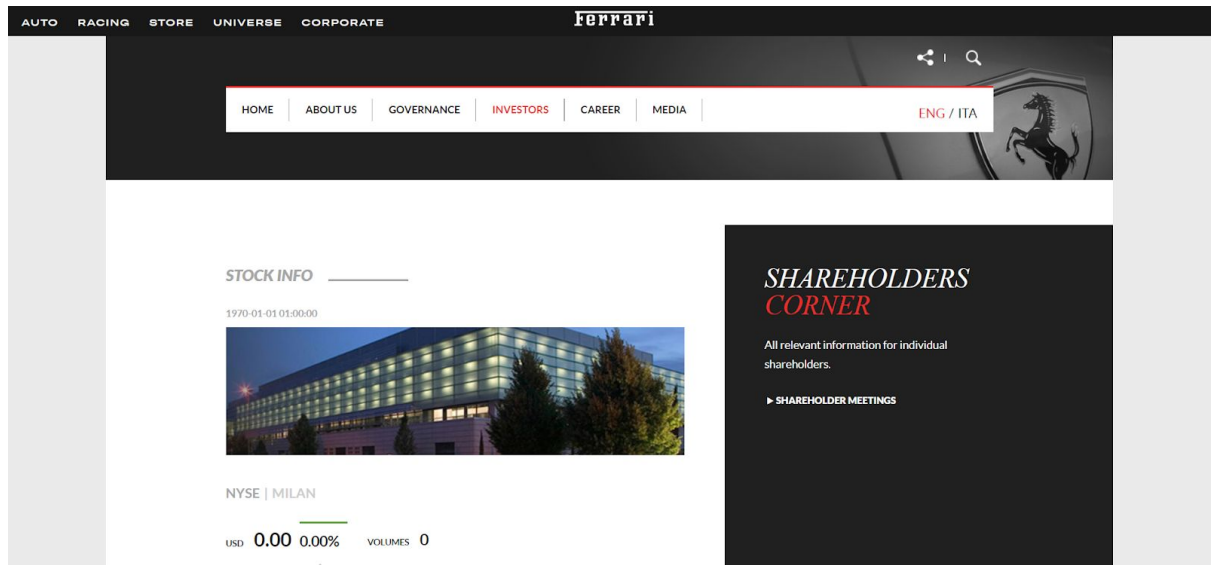 AUTO RACING STORE UNIVERSE CORPORATE
Ferrari
HOME ABOUT US GOVERNANCE INVESTORS CAREER MEDIA
ENG / ITA
STOCK INFO
1970-01-01 01:00:00
NYSE | MILAN
USD 0.00 0.00% VOLUMES 0
SHAREHOLDERS
CORNER
All relevant information for individual
shareholders.
SHAREHOLDER MEETINGS